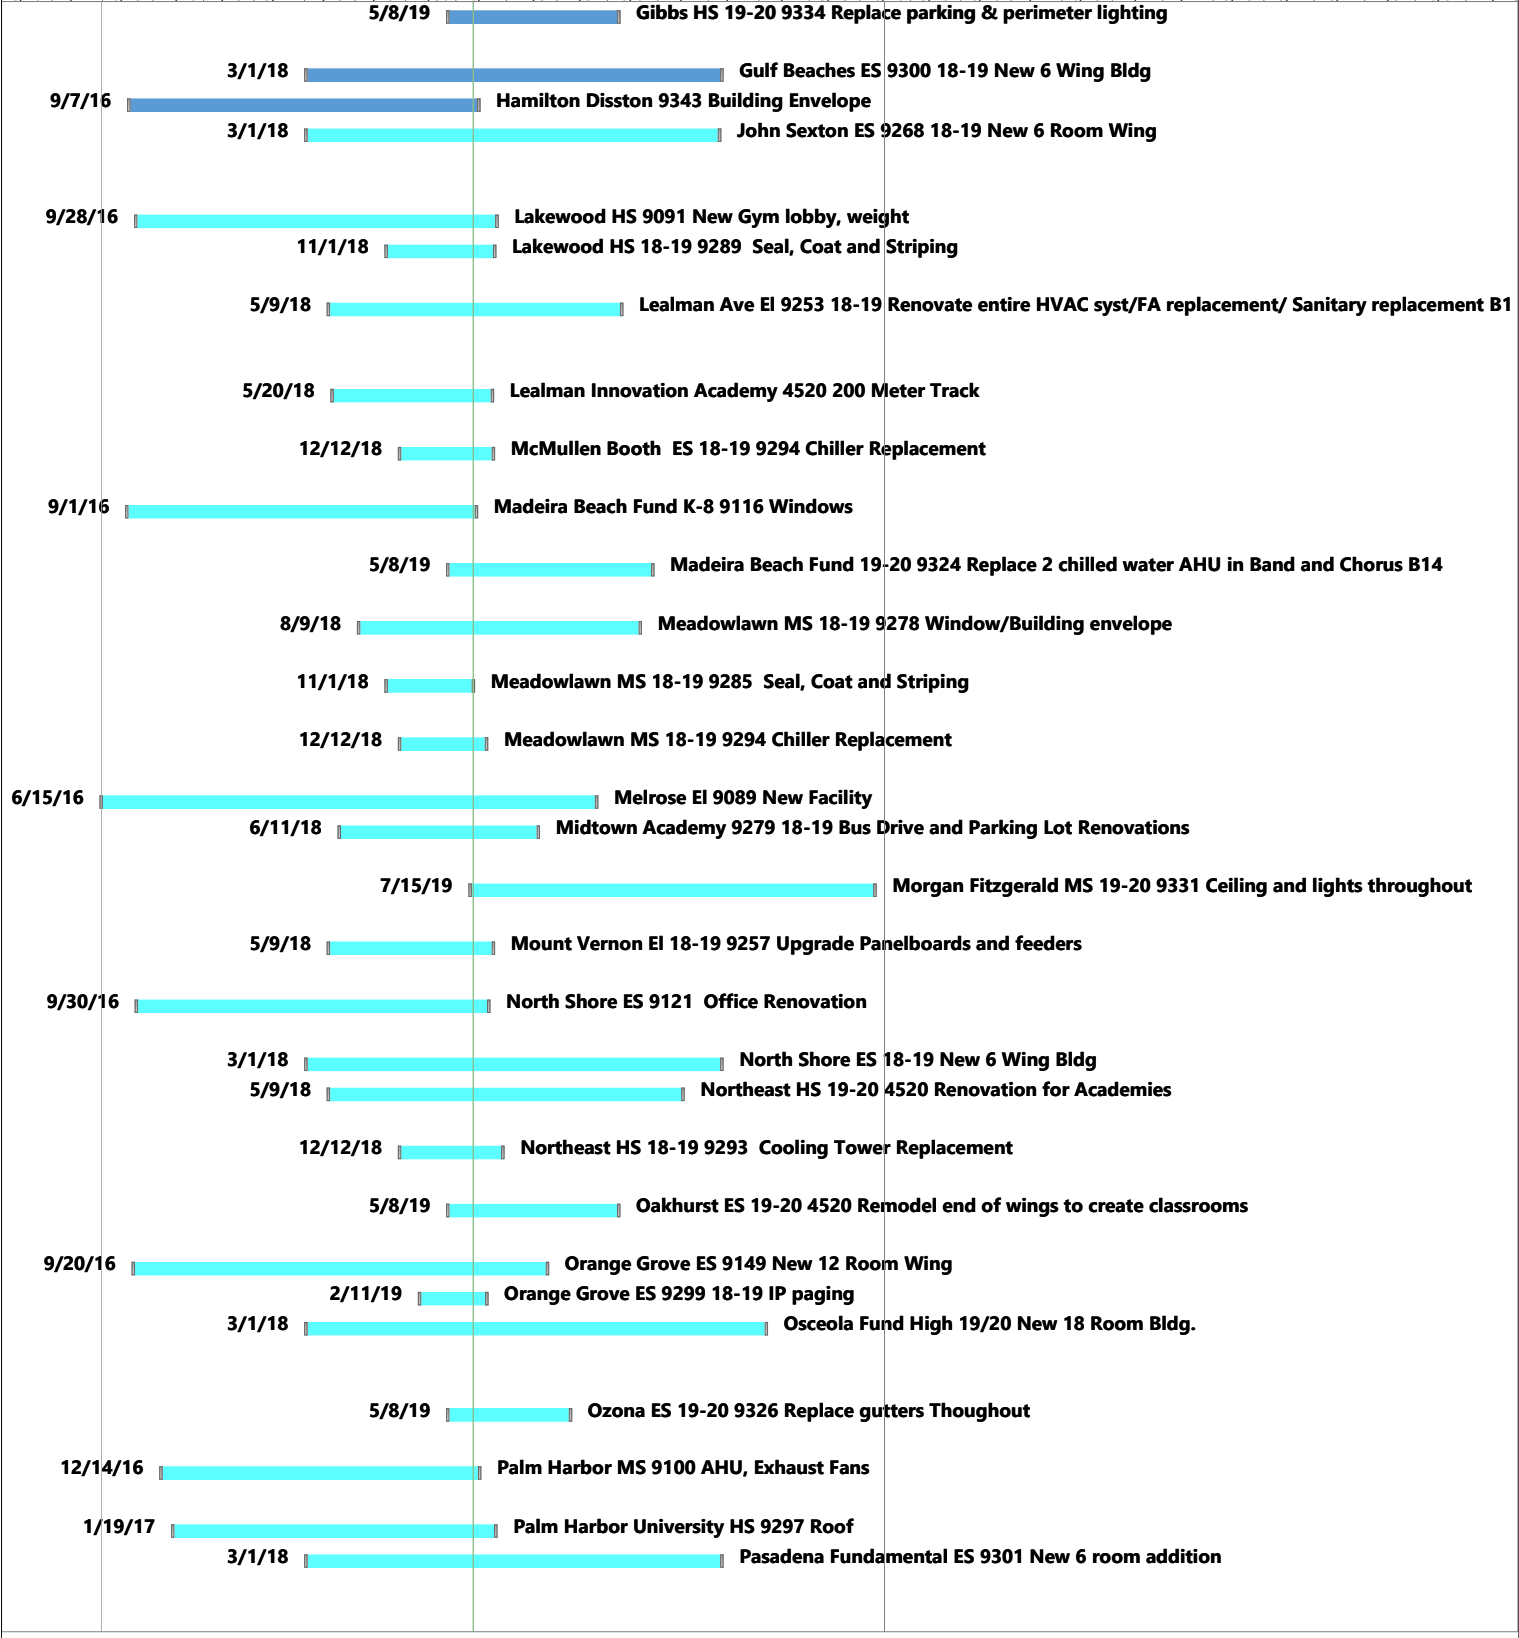 5/8/19 Gibbs HS 19-20 9334 Replace parking & perimeter lighting
3/1/18 Gulf Beaches ES 9300 18-19 New 6 Wing Bldg
9/7/16 Hamilton Disston 9343 Building Envelope
3/1/18 John Sexton ES 9268 18-19 New 6 Room Wing
9/28/16 Lakewood HS 9091 New Gym lobby, weight
11/1/18 Lakewood HS 18-19 9289  Seal, Coat and Striping
5/9/18 Lealman Ave El 9253 18-19 Renovate entire HVAC syst/FA replacement/ Sanitary replacement B1
5/20/18 Lealman Innovation Academy 4520 200 Meter Track
12/12/18 McMullen Booth  ES 18-19 9294 Chiller Replacement
9/1/16 Madeira Beach Fund K-8 9116 Windows
5/8/19 Madeira Beach Fund 19-20 9324 Replace 2 chilled water AHU in Band and Chorus B14
8/9/18 Meadowlawn MS 18-19 9278 Window/Building envelope
11/1/18 Meadowlawn MS 18-19 9285  Seal, Coat and Striping
12/12/18 Meadowlawn MS 18-19 9294 Chiller Replacement
6/15/16 Melrose El 9089 New Facility
6/11/18 Midtown Academy 9279 18-19 Bus Drive and Parking Lot Renovations
7/15/19 Morgan Fitzgerald MS 19-20 9331 Ceiling and lights throughout
5/9/18 Mount Vernon El 18-19 9257 Upgrade Panelboards and feeders
9/30/16 North Shore ES 9121  Office Renovation
3/1/18 North Shore ES 18-19 New 6 Wing Bldg
5/9/18 Northeast HS 19-20 4520 Renovation for Academies
12/12/18 Northeast HS 18-19 9293  Cooling Tower Replacement
5/8/19 Oakhurst ES 19-20 4520 Remodel end of wings to create classrooms
9/20/16 Orange Grove ES 9149 New 12 Room Wing
2/11/19 Orange Grove ES 9299 18-19 IP paging
3/1/18 Osceola Fund High 19/20 New 18 Room Bldg.
5/8/19 Ozona ES 19-20 9326 Replace gutters Thoughout
12/14/16 Palm Harbor MS 9100 AHU, Exhaust Fans
1/19/17 Palm Harbor University HS 9297 Roof
3/1/18 Pasadena Fundamental ES 9301 New 6 room addition